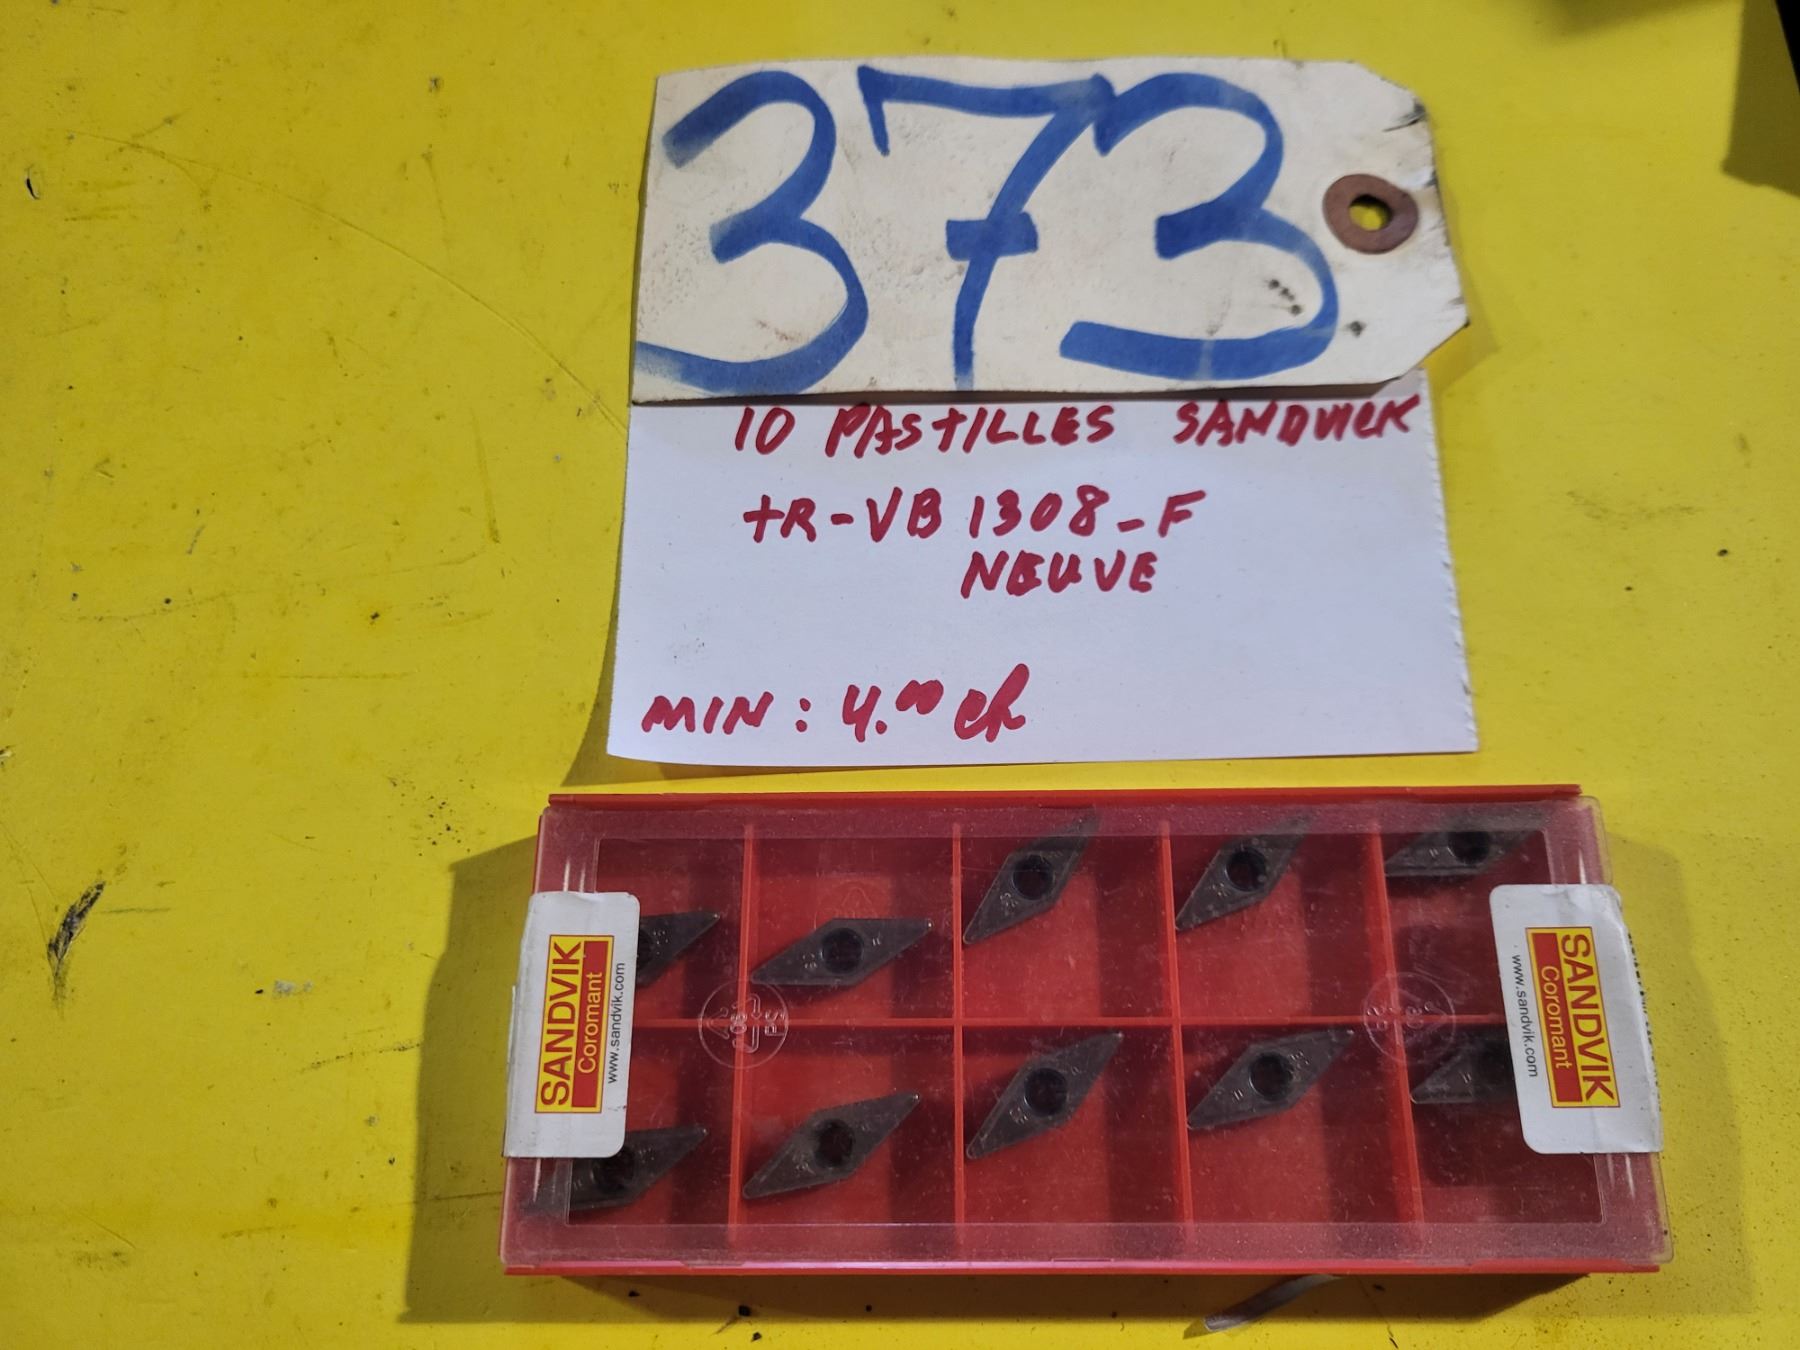 373
10 PASTILLES SANDVICK
TR-VB 1308-F
NEUVE
MIN: 4.00 ch
SANDVIK
Coromant
www.sandvik.com
SANDVIK
Coromant
www.sandvik.com